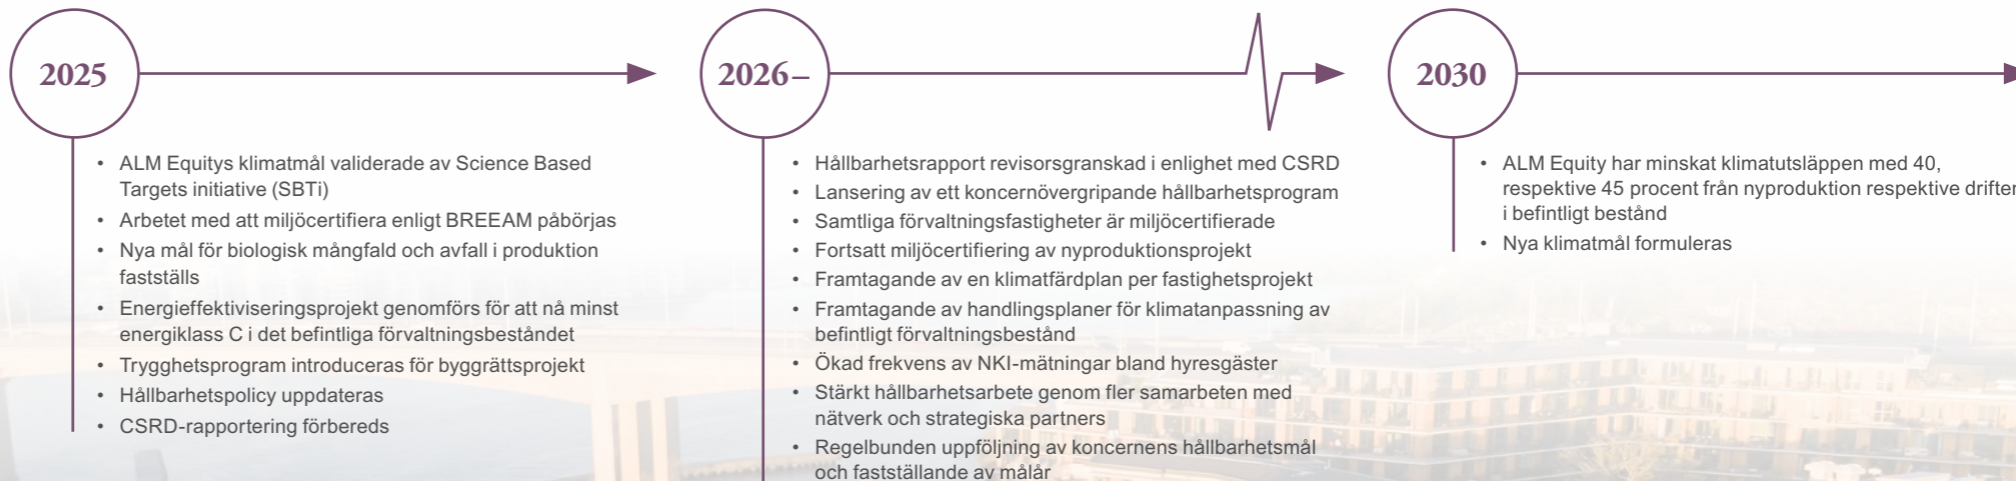 2025
• ALM Equitys klimatmål validerade av Science Based
Targets initiative (SBTi)
• Arbetet med att miljöcertifiera enligt BREEAM påbörjas
• Nya mål för biologisk mångfald och avfall i produktion
fastställs
• Energieffektiviseringsprojekt genomförs för att nå minst
energiklass C i det befintliga förvaltningsbeståndet
• Trygghetsprogram introduceras för byggrättsprojekt
• Hållbarhetspolicy uppdateras
• CSRD-rapportering förbereds
2026–
• Hållbarhetsrapport revisorsgranskad i enlighet med CSRD
• Lansering av ett koncernövergripande hållbarhetsprogram
• Samtliga förvaltningsfastigheter är miljöcertifierade
• Fortsatt miljöcertifiering av nyproduktionsprojekt
• Framtagande av en klimatfärdplan per fastighetsprojekt
• Framtagande av handlingsplaner för klimatanpassning av
befintligt förvaltningsbestånd
• Ökad frekvens av NKI-mätningar bland hyresgäster
• Stärkt hållbarhetsarbete genom fler samarbeten med
nätverk och strategiska partners
• Regelbunden uppföljning av koncernens hållbarhetsmål
och fastställande av målår
2030
• ALM Equity har minskat klimatutsläppen med 40,
respektive 45 procent från nyproduktion respektive driften
i befintligt bestånd
• Nya klimatmål formuleras